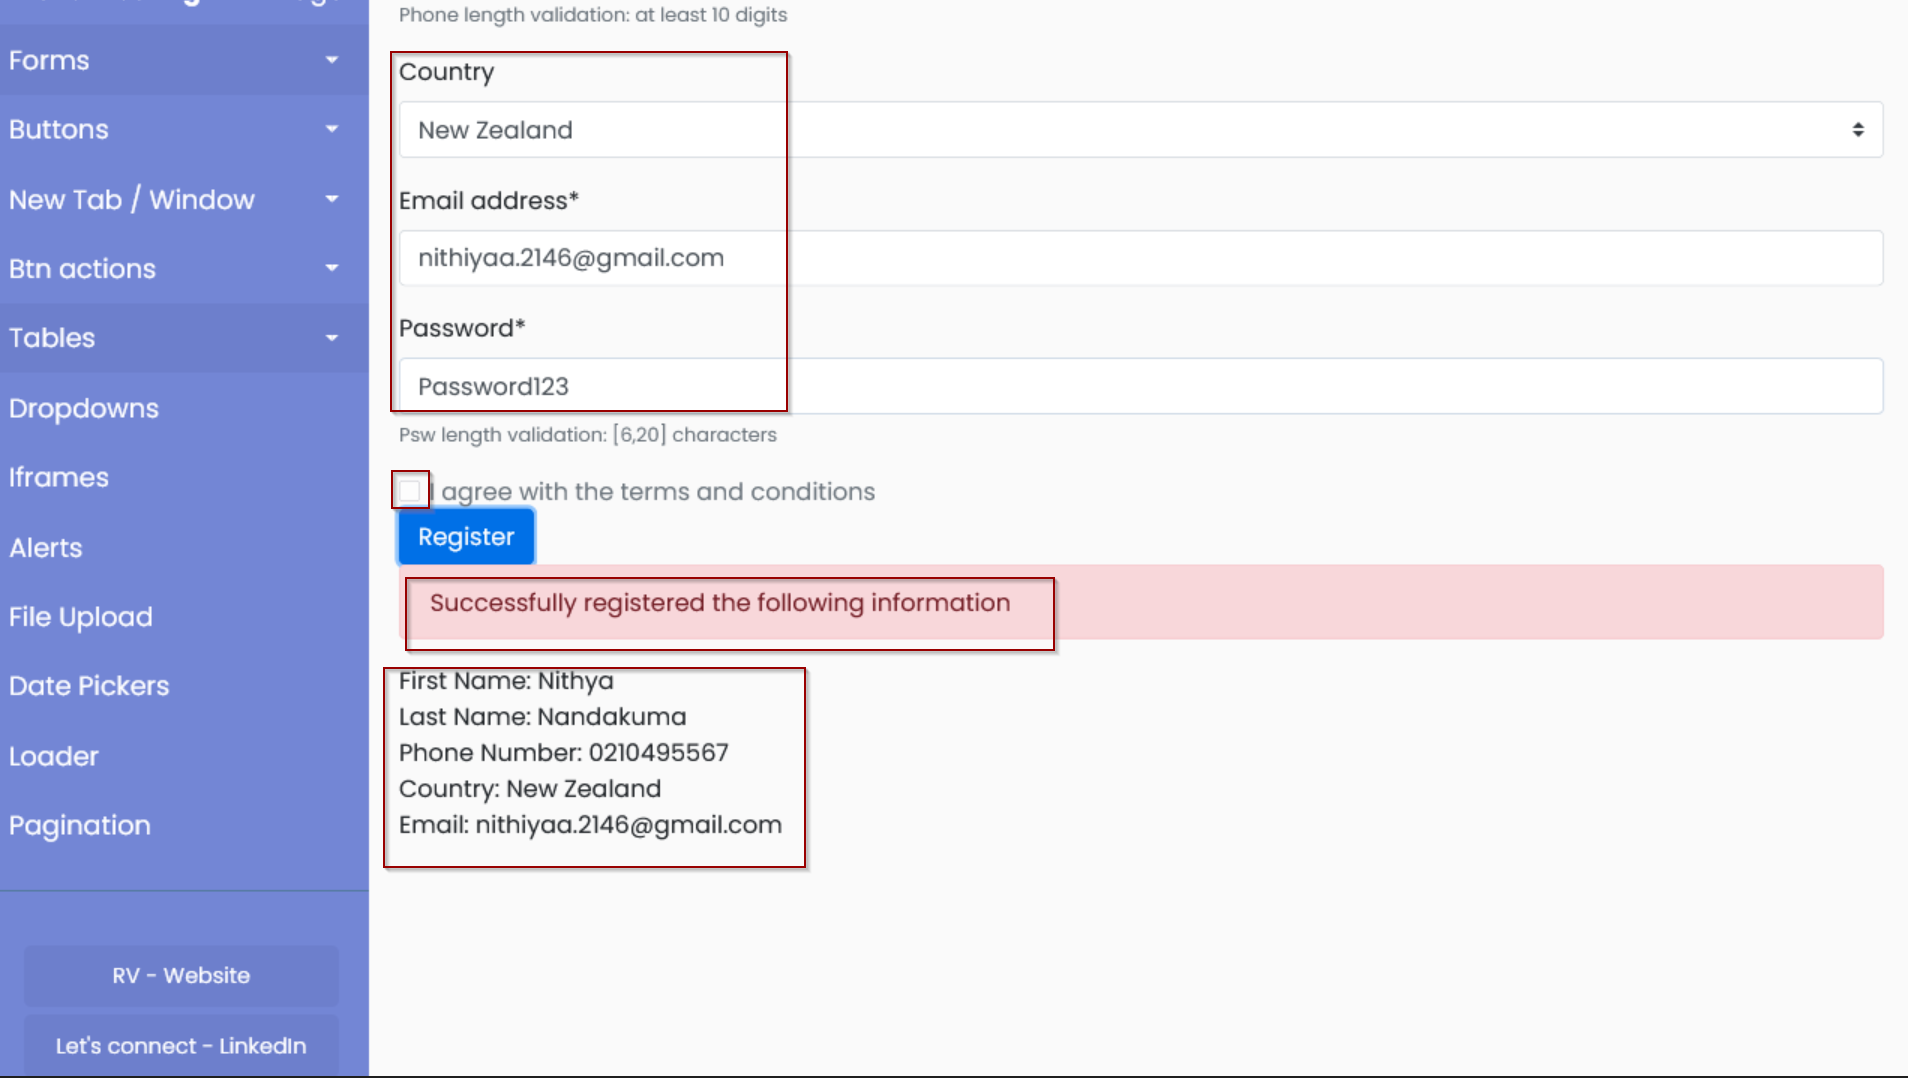 Forms
Buttons
New Tab / Window
Btn actions
Tables
Dropdowns
Iframes
Alerts
File Upload
Date Pickers
Loader
Pagination
RV - Website
Let's connect - LinkedIn
Phone length validation: at least 10 digits
Country
New Zealand
Email address*
nithiyaa.2146@gmail.com
Password*
Password123
Psw length validation: [6,20] characters
I agree with the terms and conditions
Register
Successfully registered the following information
First Name: Nithya
Last Name: Nandakuma
Phone Number: 0210495567
Country: New Zealand
Email: nithiyaa.2146@gmail.com